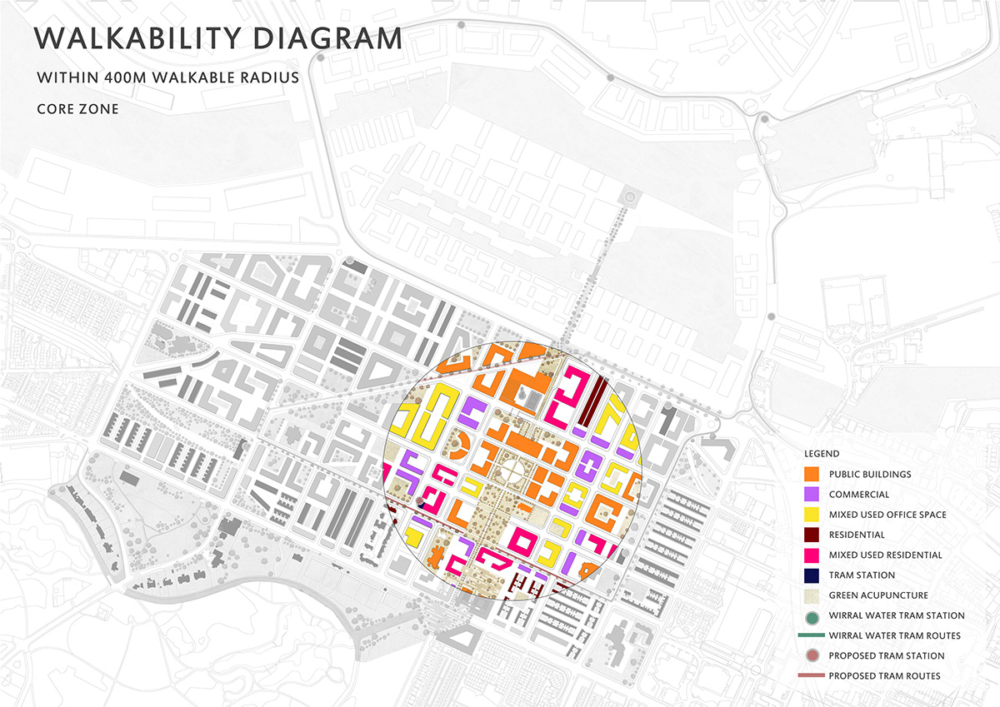 WALKABILITY DIAGRAM
WITHIN 400M WALKABLE RADIUS
CORE ZONE
LEGEND
PUBLIC BUILDINGS
COMMERCIAL
MIXED USED OFFICE SPACE
RESIDENTIAL
MIXED USED RESIDENTIAL
TRAM STATION
GREEN ACUPUNCTURE
WIRRAL WATER TRAM STATION
WIRRAL WATER TRAM ROUTES
PROPOSED TRAM STATION
PROPOSED TRAM ROUTES